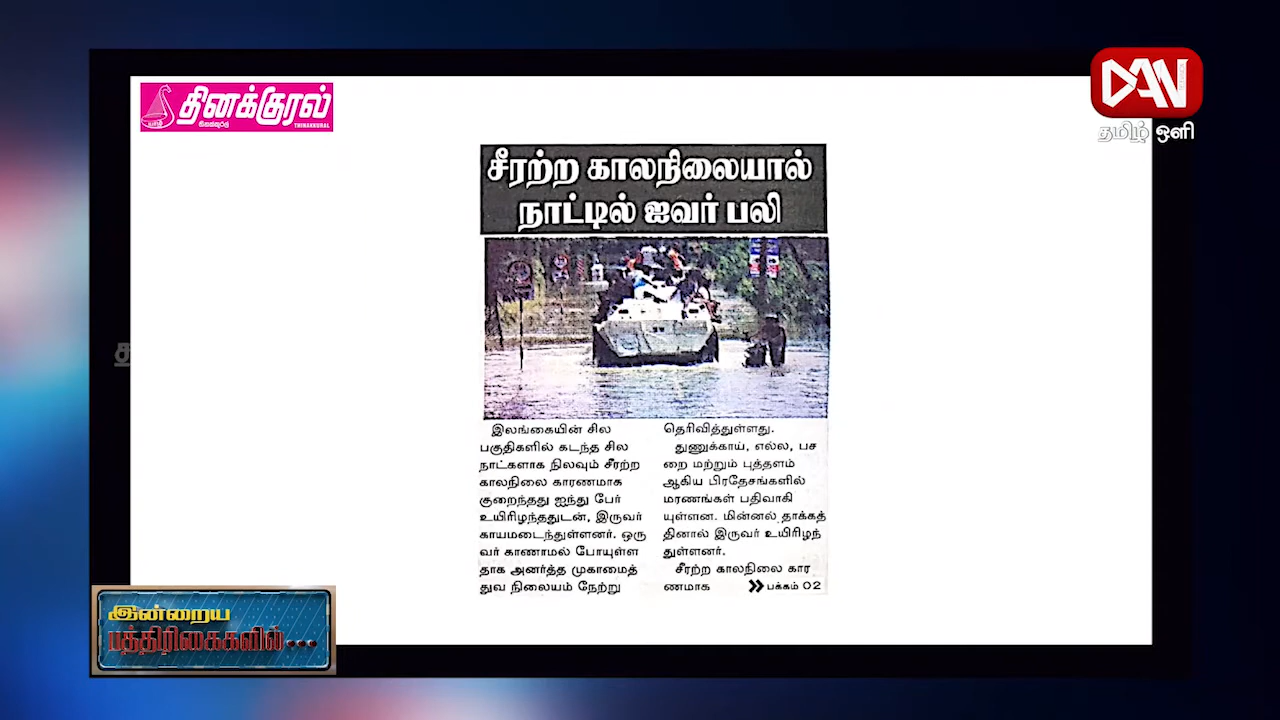 தினக்குரல்
THINAKKURAL
DAN
தமிழ் ஒளி
சீரற்ற காலநிலையால்
நாட்டில் ஐவர் பலி
இலங்கையின் சில
பகுதிகளில் கடந்த சில
நாட்களாக நிலவும் சீரற்ற
காலநிலை காரணமாக
குறைந்தது ஐந்து பேர்
உயிரிழந்ததுடன், இருவர்
காயமடைந்துள்ளனர். ஒரு
வர் காணாமல் போயுள்ள
தாக அனர்த்த முகாமைத்
துவ நிலையம் நேற்று
தெரிவித்துள்ளது.
துணுக்காய், எல்ல, பச
றை மற்றும் புத்தளம்
ஆகிய பிரதேசங்களில்
மரணங்கள் பதிவாகி
யுள்ளன. மின்னல் தாக்கத்
தினால் இருவர் உயிரிழந்
துள்ளனர்.
சீரற்ற காலநிலை கார
ணமாக >> பக்கம் 02
இன்றைய
பத்திரிகைகளில்...